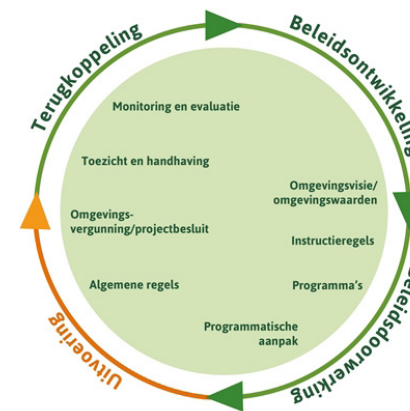 Terugkoppeling
Beleidsontwikkeling
Beleidsdoorwerking
Uitvoering
Monitoring en evaluatie
Toezicht en handhaving
Omgevings-
vergunning/projectbesluit
Algemene regels
Omgevingsvisie/
omgevingswaarden
Instructieregels
Programma's
Programmatische
aanpak